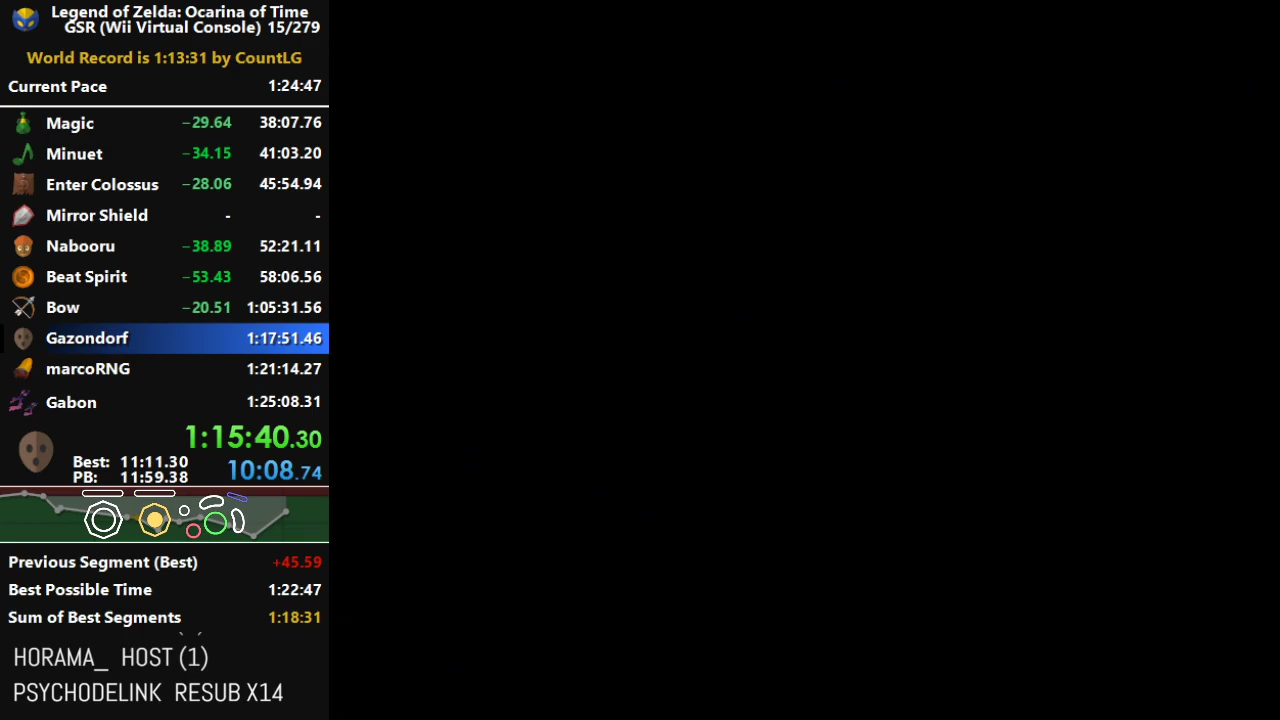 Legend of Zelda: Ocarina of Time
GSR (Wii Virtual Console) 15/279
World Record is 1:13:31 by CountLG
Current Pace 1:24:47
Magic −29.64 38:07.76
Minuet −34.15 41:03.20
Enter Colossus −28.06 45:54.94
Mirror Shield - -
Nabooru −38.89 52:21.11
Beat Spirit −53.43 58:06.56
Bow −20.51 1:05:31.56
Gazondorf 1:17:51.46
marcoRNG 1:21:14.27
Gabon 1:25:08.31
1:15:40.30
Best: 11:11.30
PB: 11:59.38
10:08.74
Previous Segment (Best) +45.59
Best Possible Time 1:22:47
Sum of Best Segments 1:18:31
HORAMA_ HOST (1)
PSYCHODELINK RESUB X14